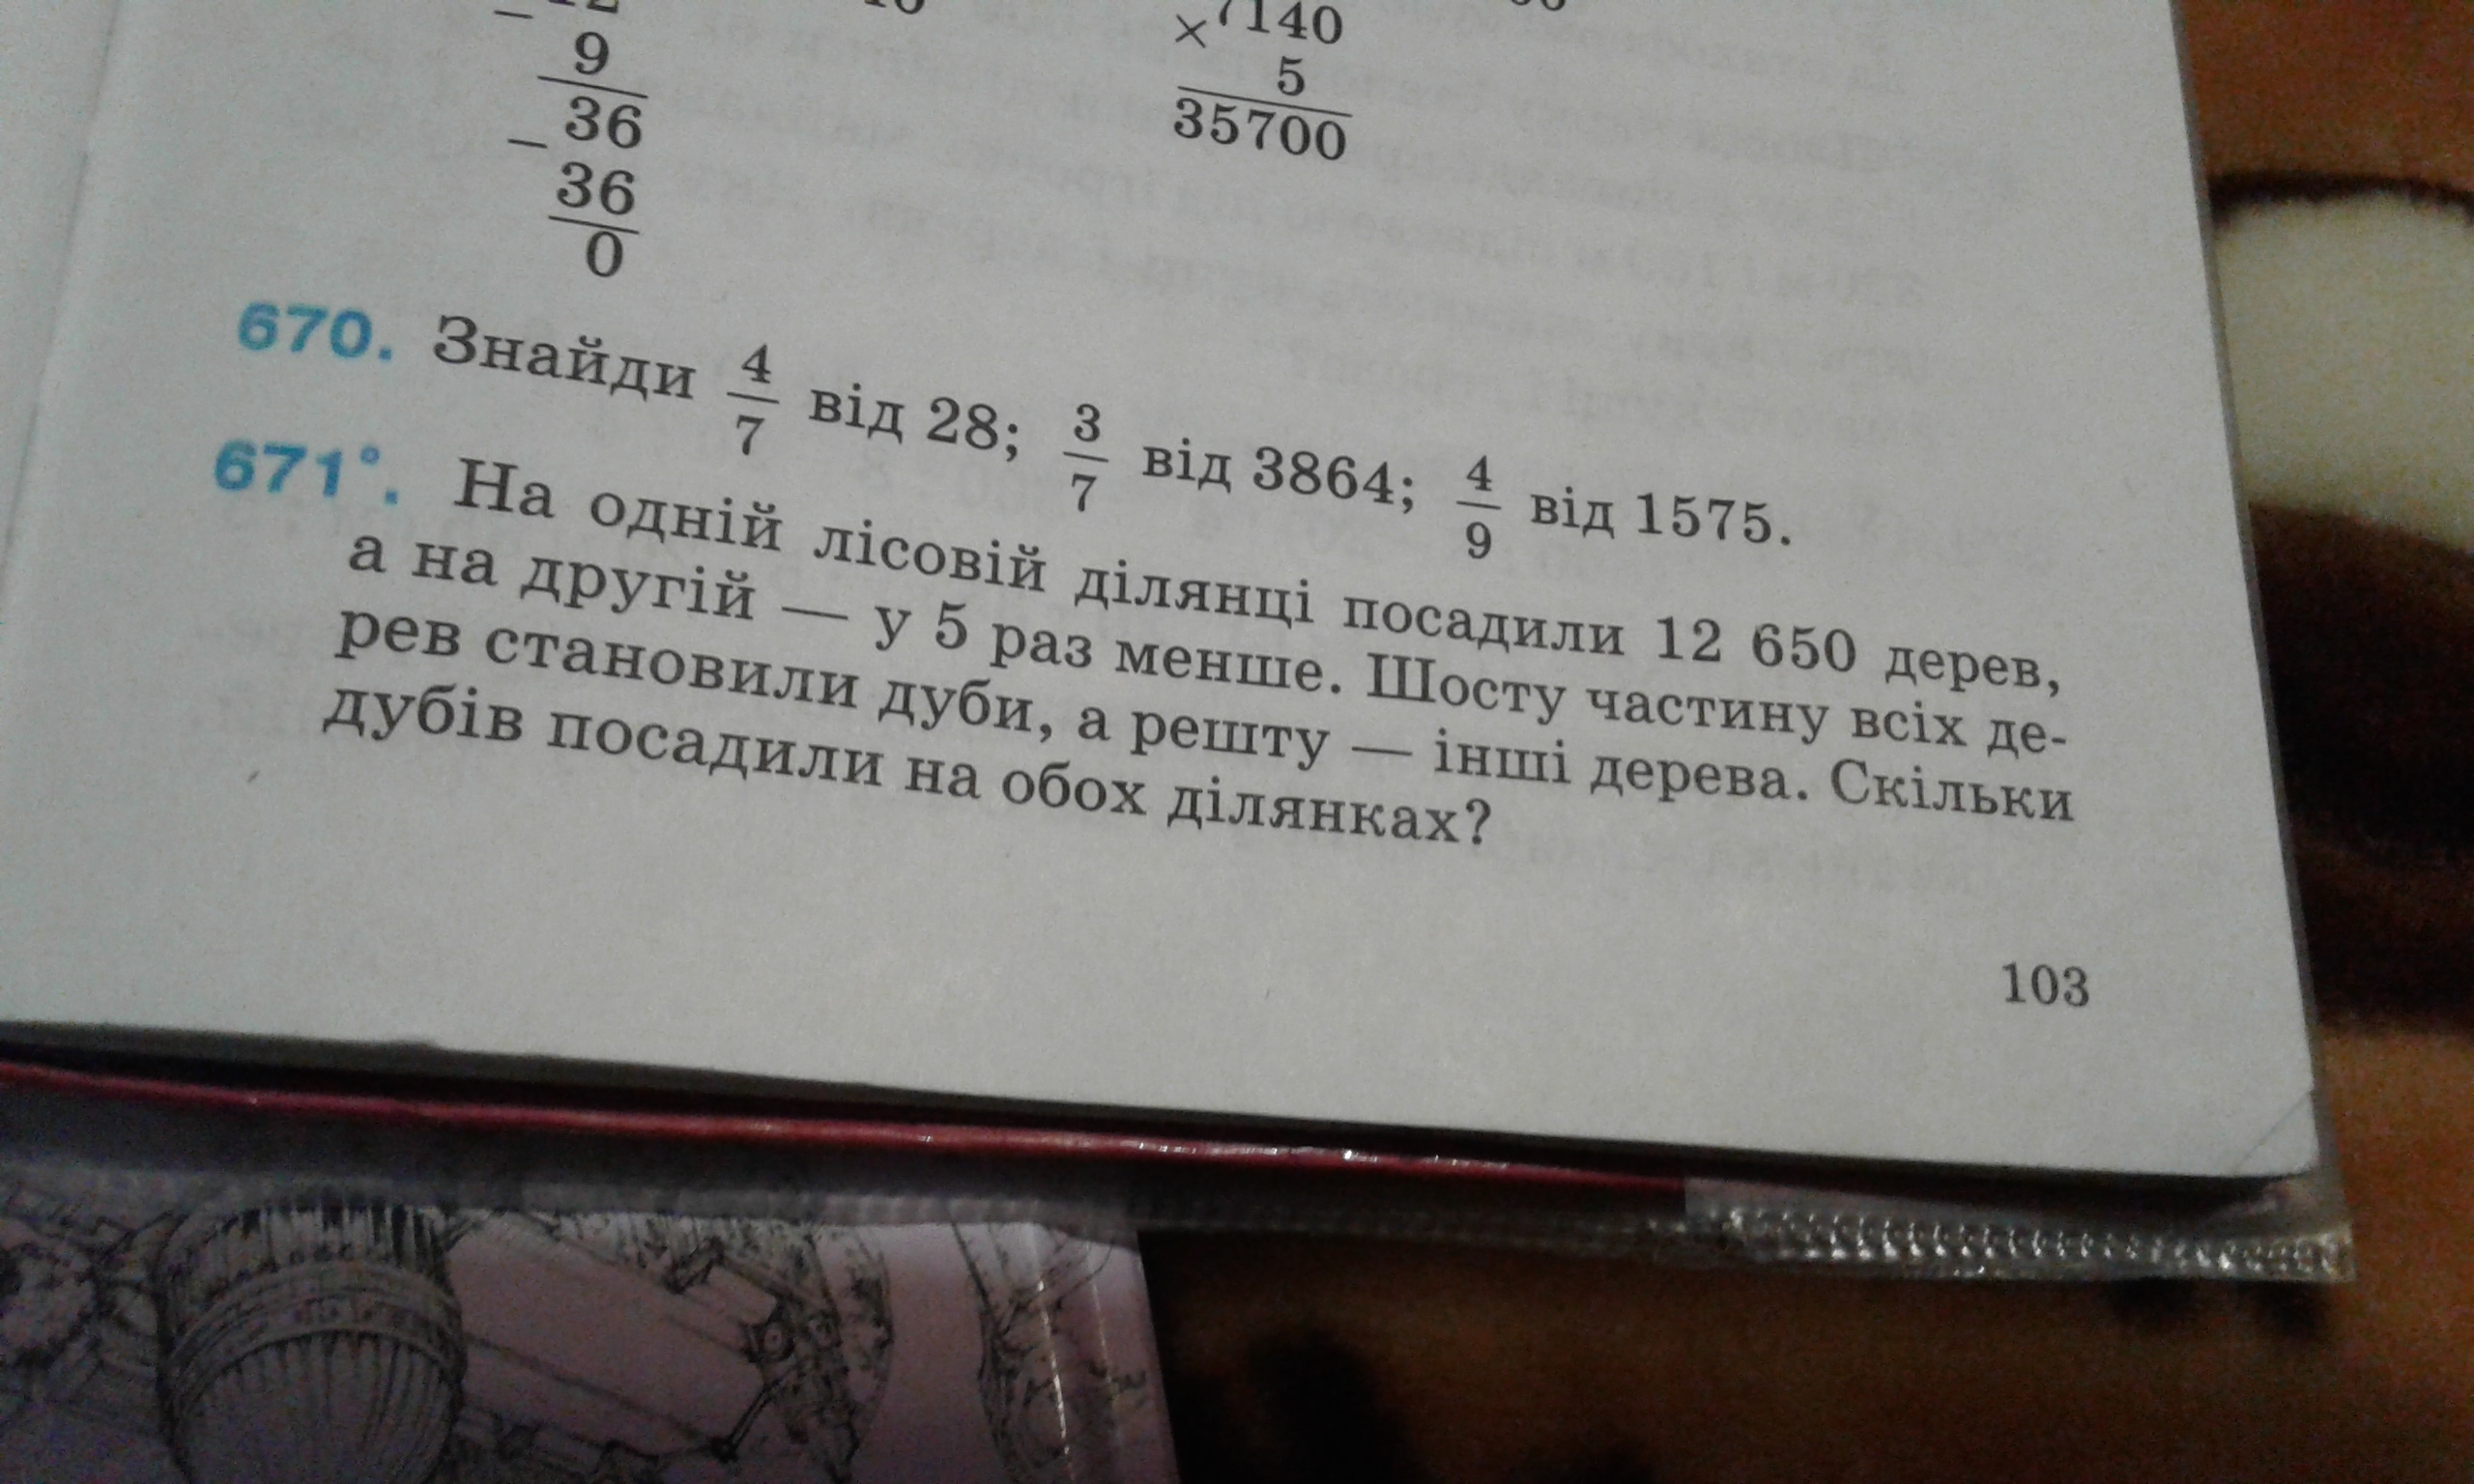 9
36
− 36
0
× 7140
5
35700
670. Знайди 4/7 від 28; 3/7 від 3864; 4/9 від 1575.
671°. На одній лісовій ділянці посадили 12 650 дерев,
а на другій — у 5 раз менше. Шосту частину всіх де-
рев становили дуби, а решту — інші дерева. Скільки
дубів посадили на обох ділянках?
103